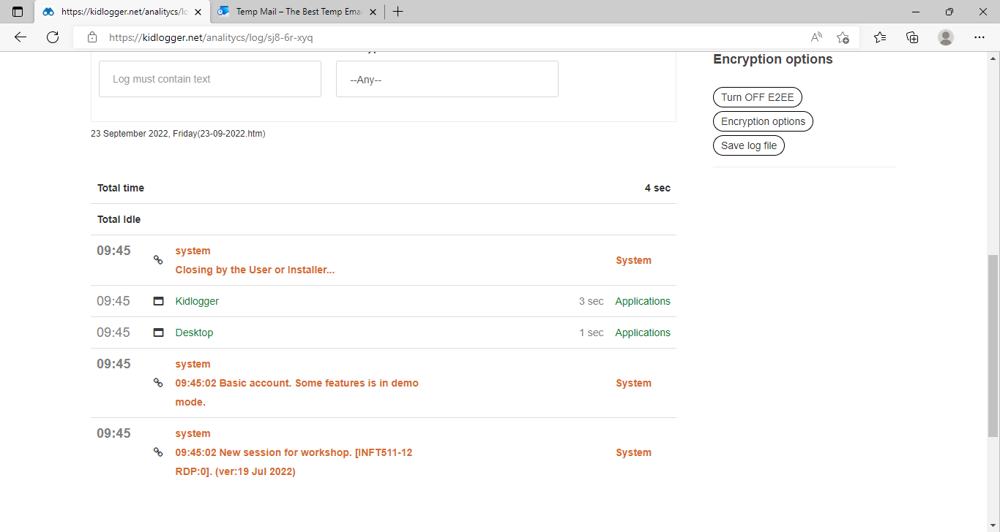 https://kidlogger.net/analitycs/lo
Temp Mail – The Best Temp Ema
https://kidlogger.net/analitycs/log/sj8-6r-xyq
Log must contain text
--Any--
Encryption options
Turn OFF E2EE
Encryption options
Save log file
23 September 2022, Friday(23-09-2022.htm)
Total time 4 sec
Total Idle
09:45 system
Closing by the User or Installer... System
09:45 Kidlogger 3 sec Applications
09:45 Desktop 1 sec Applications
09:45 system
09:45:02 Basic account. Some features is in demo System
mode.
09:45 system
09:45:02 New session for workshop. [INFT511-12 System
RDP:0]. (ver:19 Jul 2022)